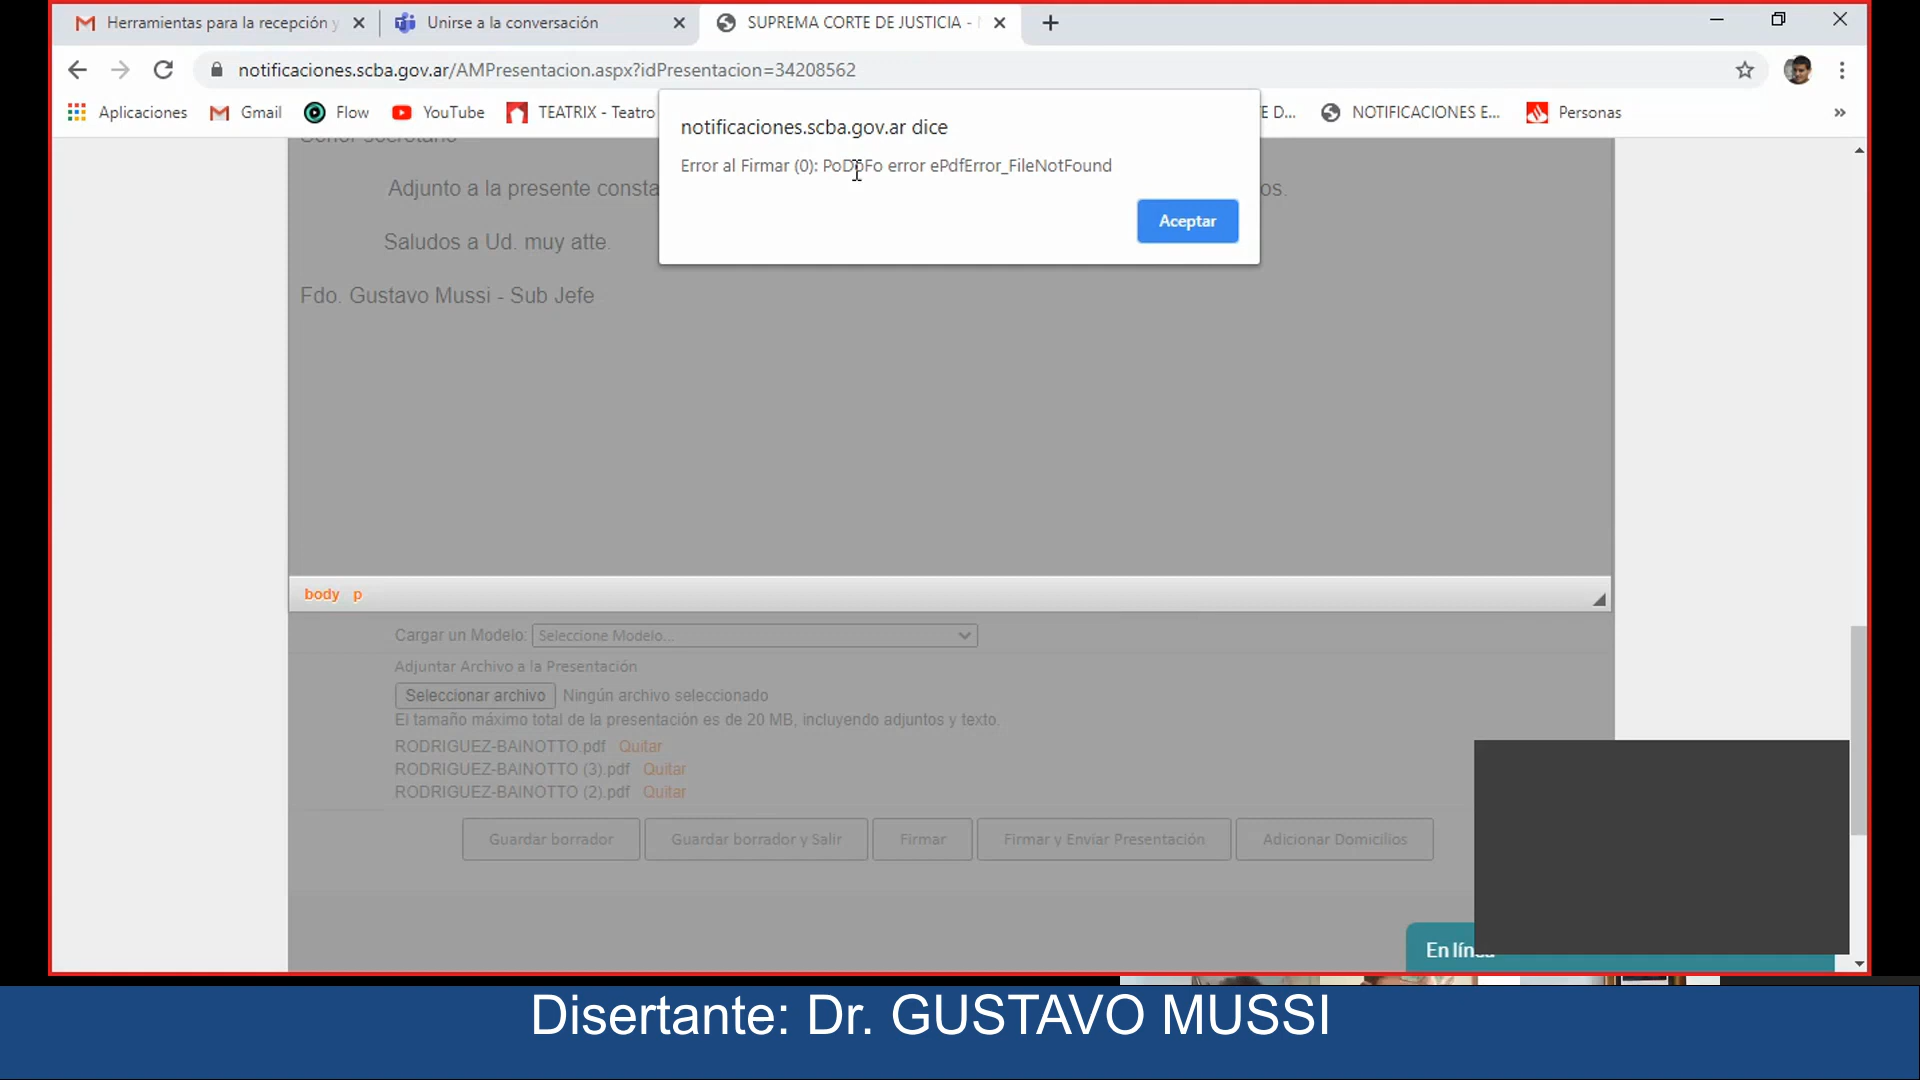 Herramientas para la recepción y
Unirse a la conversación
SUPREMA CORTE DE JUSTICIA -
notificaciones.scba.gov.ar/AMPresentacion.aspx?idPresentacion=34208562
Aplicaciones
Gmail
Flow
YouTube
TEATRIX - Teatro
NOTIFICACIONES E...
Personas
»
notificaciones.scba.gov.ar dice
Error al Firmar (0): PoDoFo error ePdfError_FileNotFound
Aceptar
Adjunto a la presente
Saludos a Ud. muy atte.
Fdo. Gustavo Mussi - Sub Jefe
body p
Cargar un Modelo: Seleccione Modelo...
Adjuntar Archivo a la Presentación
Seleccionar archivo Ningún archivo seleccionado
El tamaño máximo total de la presentación es de 20 MB, incluyendo adjuntos y texto.
RODRIGUEZ-BAINOTTO.pdf Quitar
RODRIGUEZ-BAINOTTO (3).pdf Quitar
RODRIGUEZ-BAINOTTO (2).pdf Quitar
Guardar borrador
Guardar borrador y Salir
Firmar
Firmar y Enviar Presentación
Adicionar Domicilios
En
Disertante: Dr. GUSTAVO MUSSI